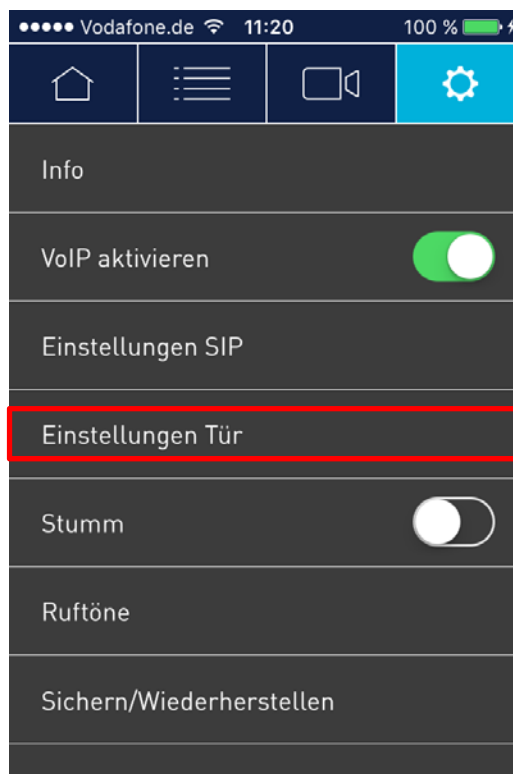 ●●●●● Vodafone.de 11:20 100 %
Info
VoIP aktivieren
Einstellungen SIP
Einstellungen Tür
Stumm
Ruftöne
Sichern/Wiederherstellen